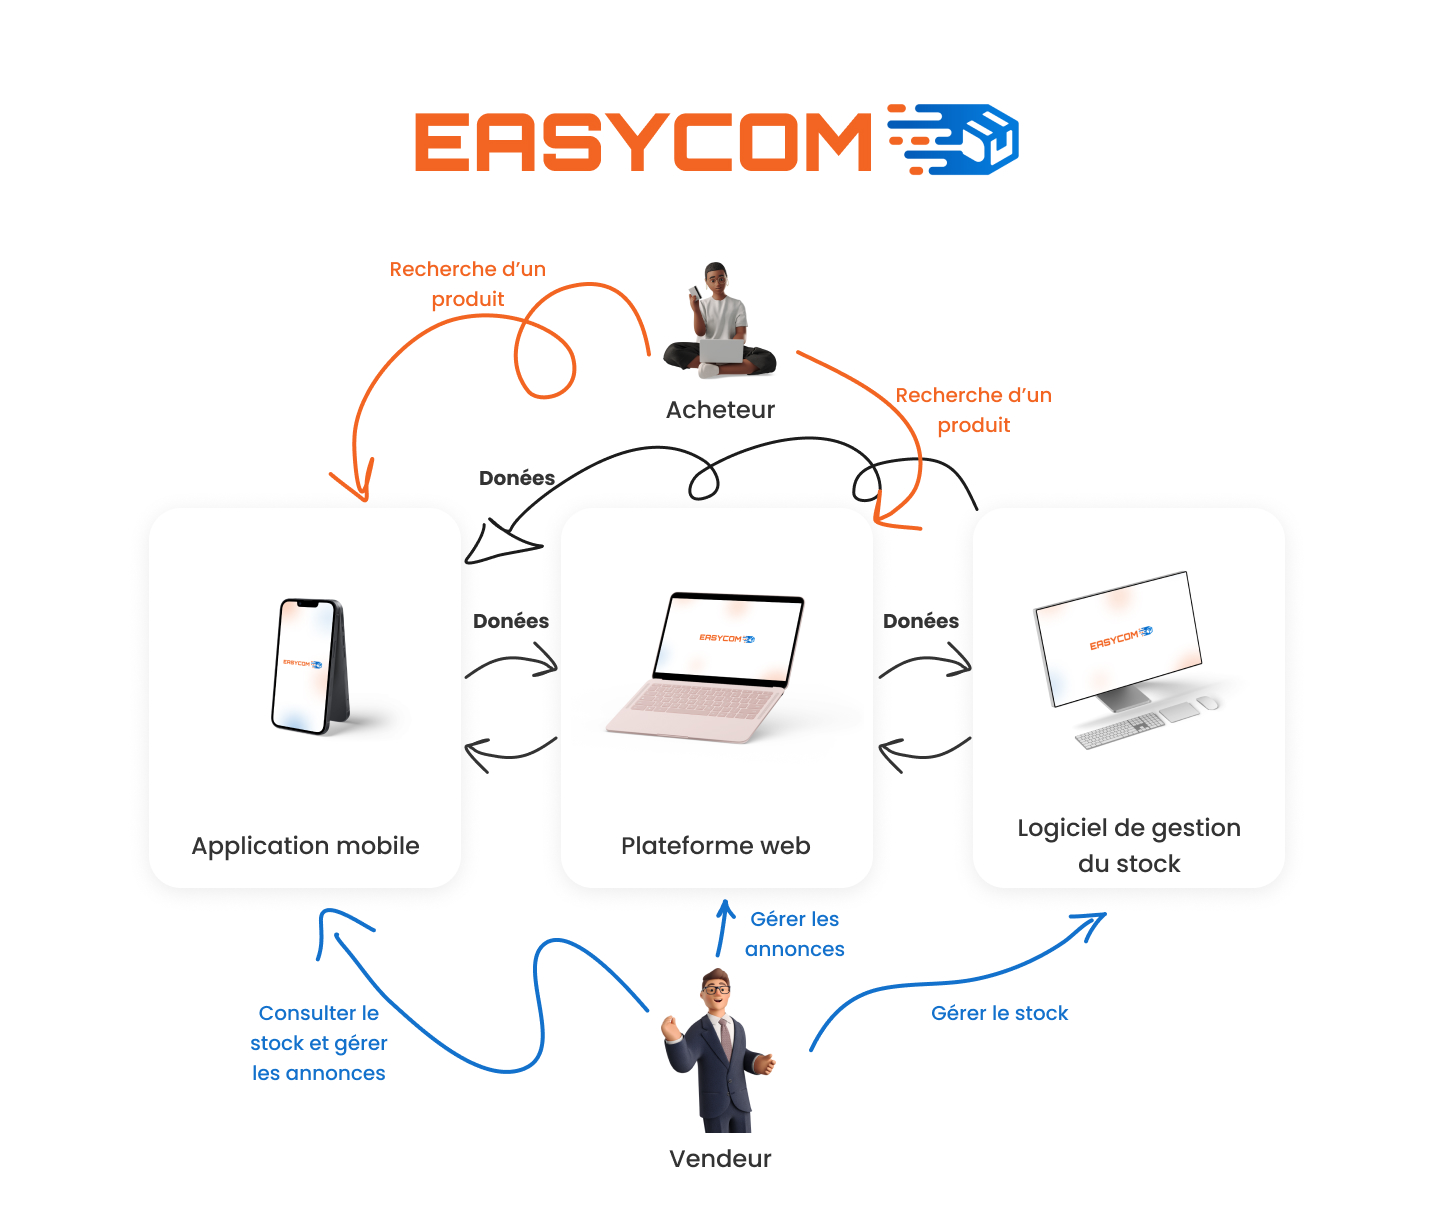 EASYCOM
Recherche d’un
produit
Acheteur
Recherche d’un
produit
Donées
Donées
Donées
EASYCOM
EASYCOM
EASYCOM
Application mobile
Plateforme web
Logiciel de gestion
du stock
Gérer les
annonces
Consulter le
stock et gérer
les annonces
Gérer le stock
Vendeur